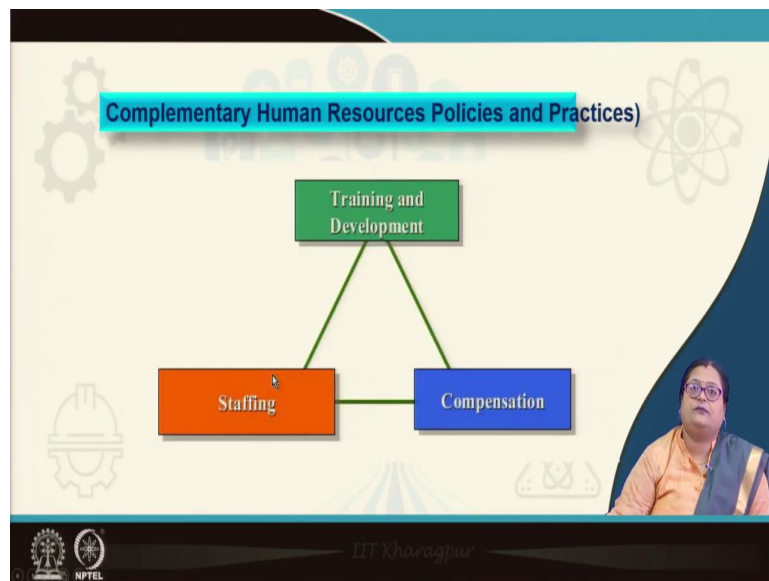 Complementary Human Resources Policies and Practices)
Training and
Development
Staffing
Compensation
IIT Kharagpur
NPTEL